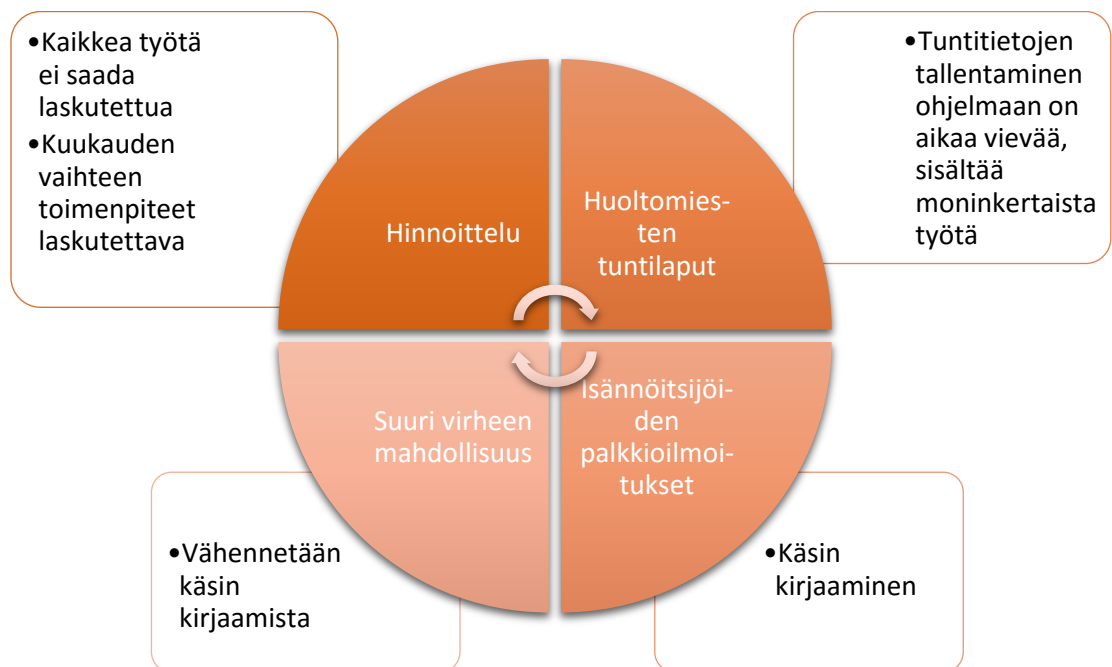 •Kaikkea työtä
ei saada
laskutettua
•Kuukauden
vaihteen
toimenpiteet
laskutettava
•Tuntitietojen
tallentaminen
ohjelmaan on
aikaa vievää,
sisältää
moninkertaista
työtä
Hinnoittelu
Huoltomies-
ten
tuntilaput
Suuri virheen
mahdollisuus
Isännöitsijöi-
den
palkkioilmoi-
tukset
•Vähennetään
käsin
kirjaamista
•Käsin
kirjaaminen